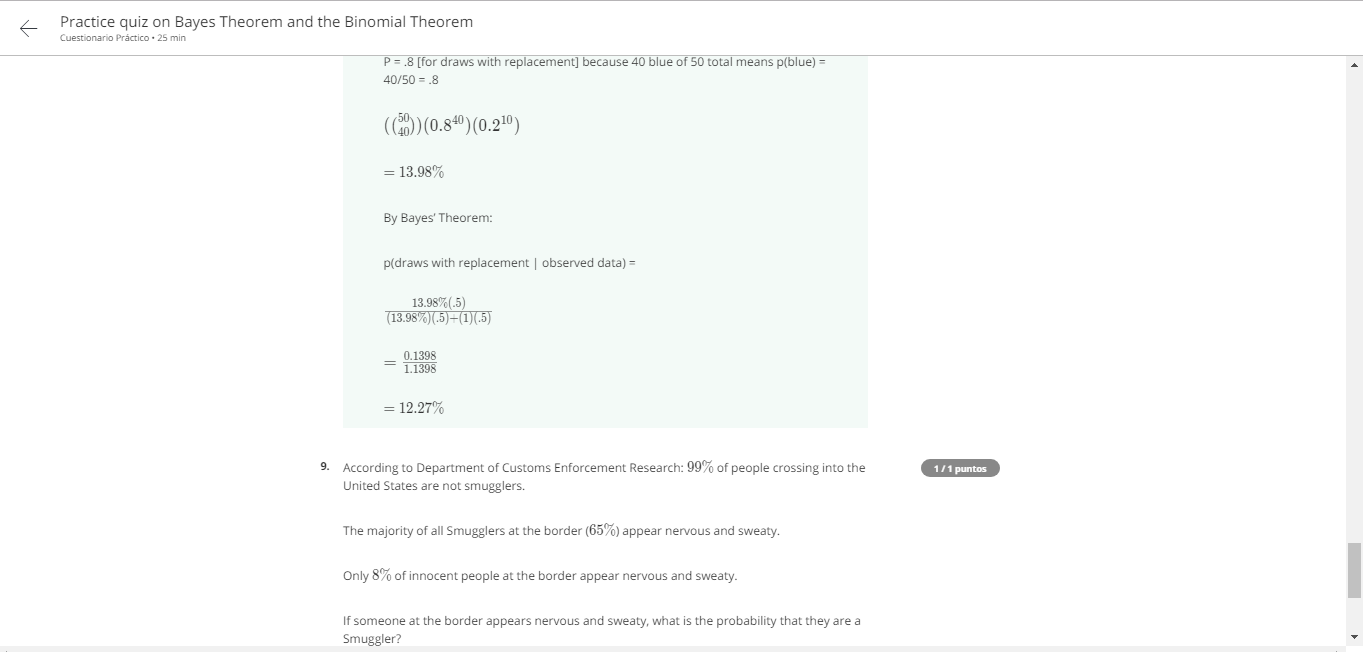 Practice quiz on Bayes Theorem and the Binomial Theorem
Cuestionario Práctico • 25 min
P = .8 [for draws with replacement] because 40 blue of 50 total means p(blue) =
40/50 = .8
((50 40))(0.8^40)(0.2^10)
= 13.98%
By Bayes' Theorem:
p(draws with replacement | observed data) =
13.98%(.5)
(13.98%)(.5)+(1)(.5)
= 0.1398
1.1398
= 12.27%
9. According to Department of Customs Enforcement Research: 99% of people crossing into the
1 / 1 puntos
United States are not smugglers.
The majority of all Smugglers at the border (65%) appear nervous and sweaty.
Only 8% of innocent people at the border appear nervous and sweaty.
If someone at the border appears nervous and sweaty, what is the probability that they are a
Smuggler?